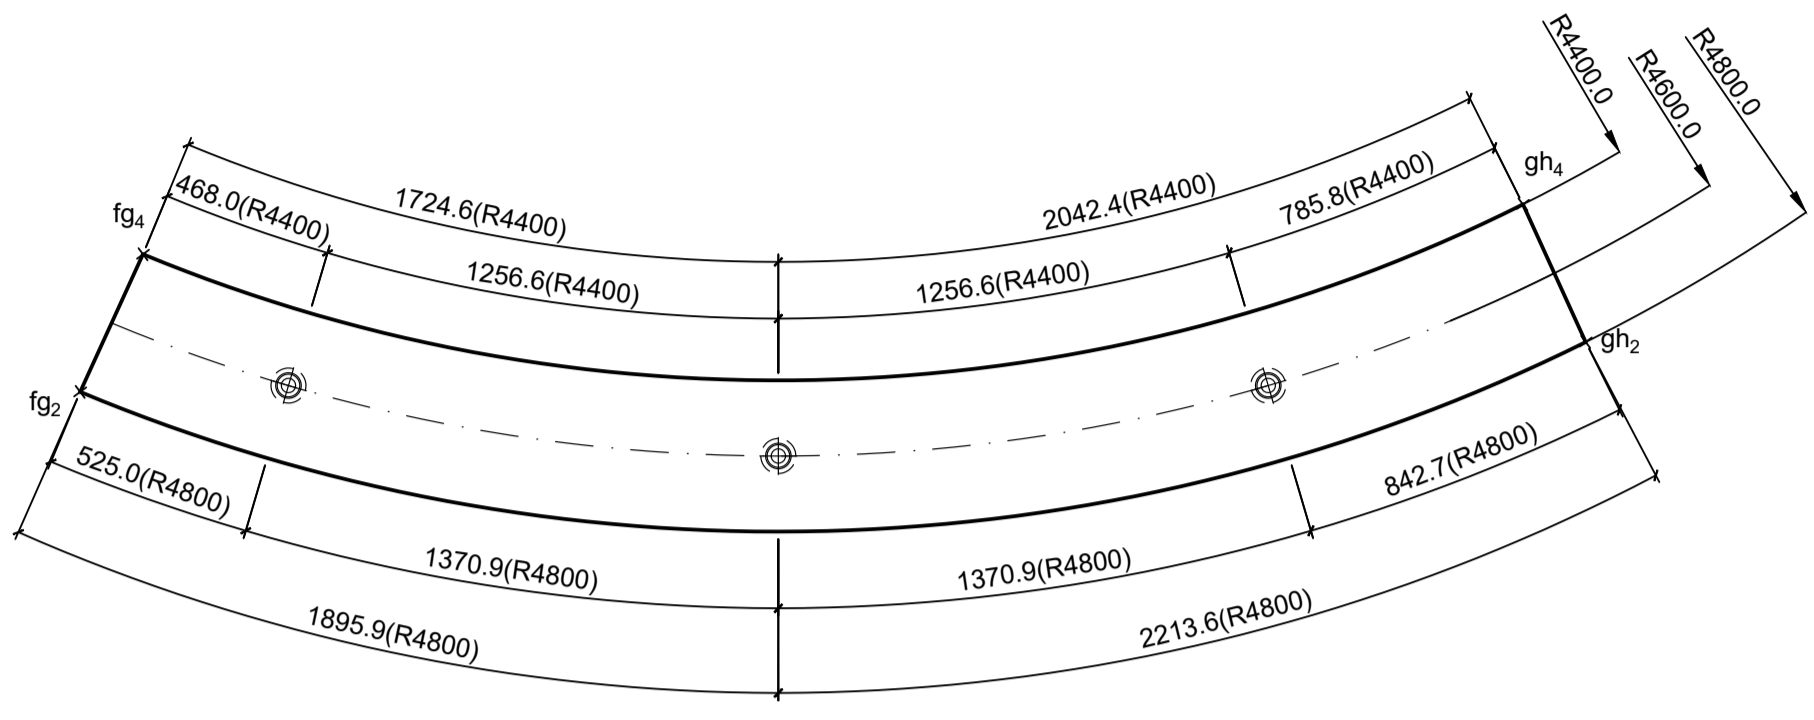 R4400.0
R4600.0
R4800.0
1724.6(R4400)
2042.4(R4400)
468.0(R4400)
1256.6(R4400)
1256.6(R4400)
785.8(R4400)
fg₄
gh₄
fg₂
gh₂
525.0(R4800)
1370.9(R4800)
1370.9(R4800)
842.7(R4800)
1895.9(R4800)
2213.6(R4800)